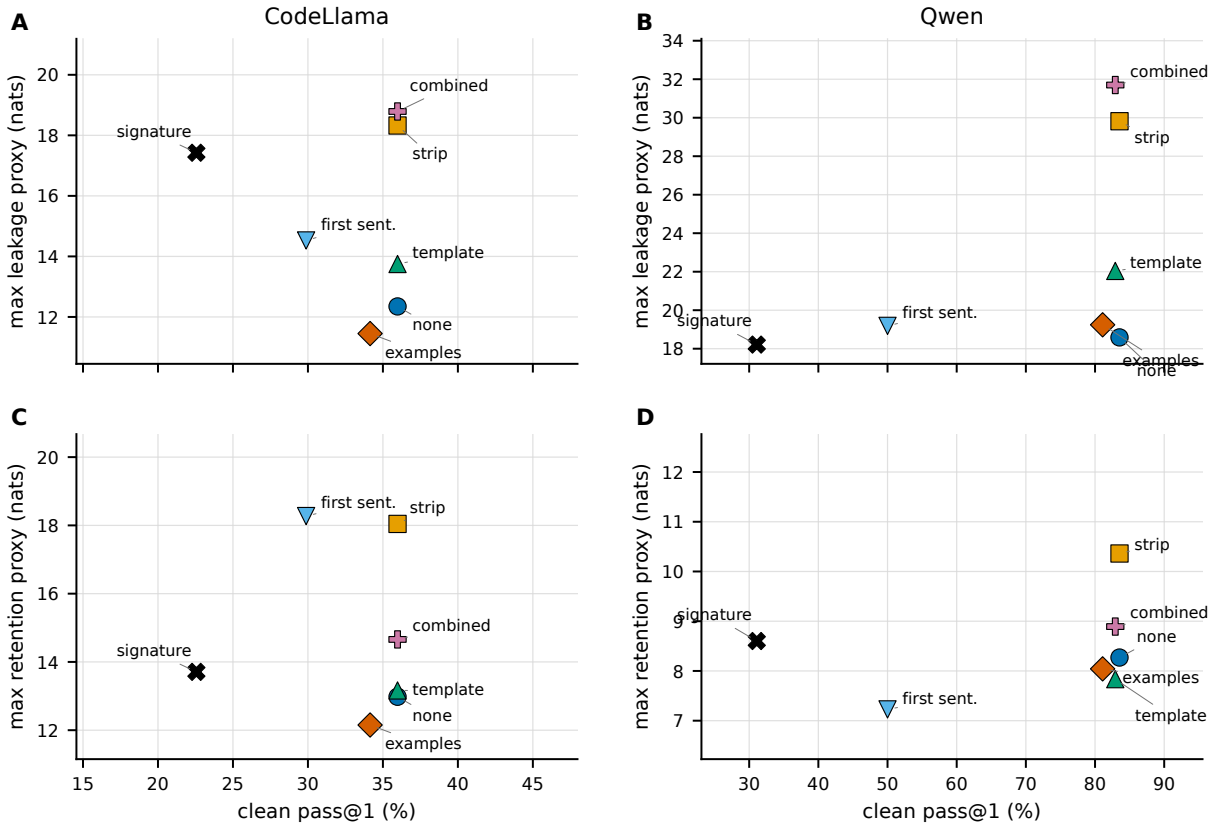 A
CodeLlama
max leakage proxy (nats)
20
18
16
14
12
combined
signature
strip
first sent.
template
none
examples
B
Qwen
max leakage proxy (nats)
34
32
30
28
26
24
22
20
18
combined
strip
template
first sent.
signature
examples
none
C
max retention proxy (nats)
20
18
16
14
12
first sent.
strip
combined
signature
template
none
examples
15
20
25
30
35
40
45
clean pass@1 (%)
D
max retention proxy (nats)
12
11
10
9
8
7
strip
combined
signature
none
examples
first sent.
template
30
40
50
60
70
80
90
clean pass@1 (%)